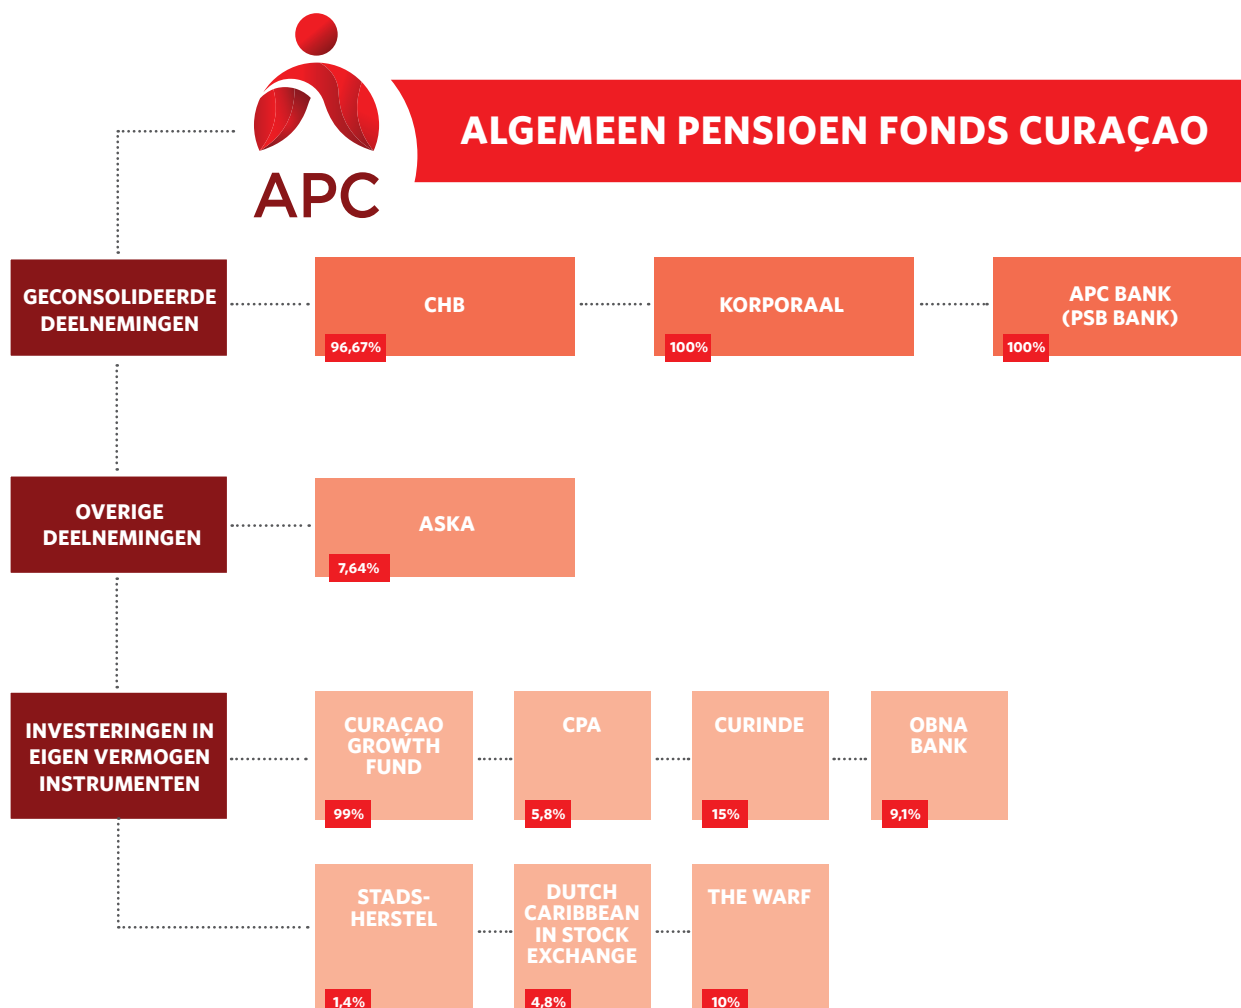 ALGEMEEN PENSIOEN FONDS CURAÇAO
APC
GECONSOLIDEERDE
DEELNEMINGEN
CHB
96,67%
KORPORAAL
100%
APC BANK
(PSB BANK)
100%
OVERIGE
DEELNEMINGEN
ASKA
7,64%
INVESTERINGEN IN
EIGEN VERMOGEN
INSTRUMENTEN
CURAÇAO
GROWTH
FUND
99%
CPA
5,8%
CURINDE
15%
OBNA
BANK
9,1%
STADS-
HERSTEL
1,4%
DUTCH
CARIBBEAN
IN STOCK
EXCHANGE
4,8%
THE WARF
10%